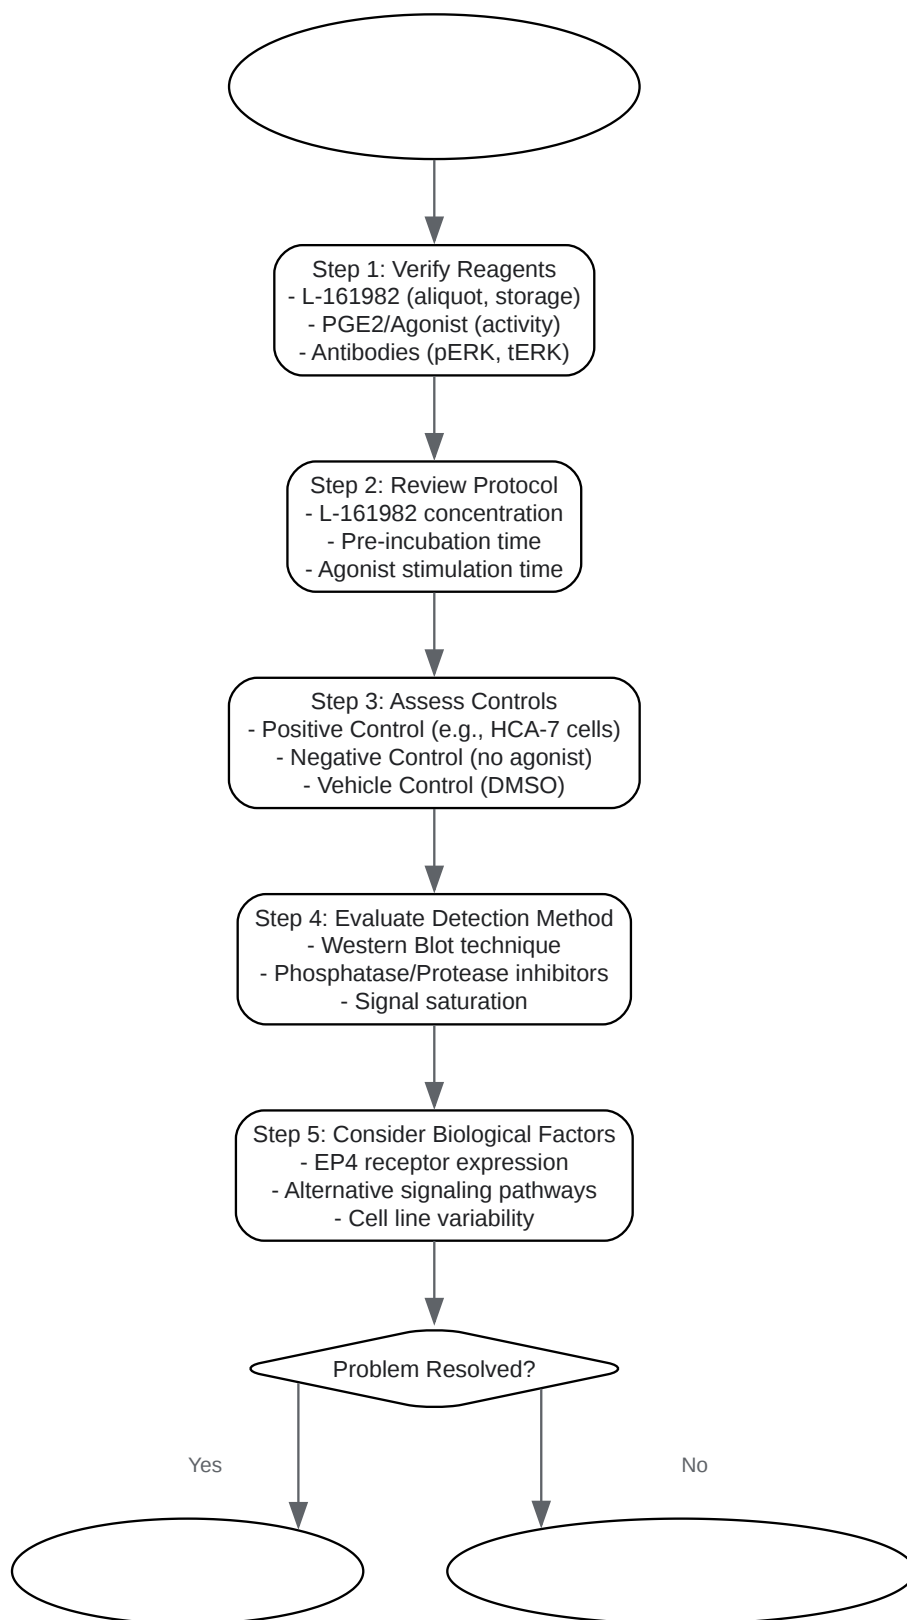 Step 1: Verify Reagents
- L-161982 (aliquot, storage)
- PGE2/Agonist (activity)
- Antibodies (pERK, tERK)
Step 2: Review Protocol
- L-161982 concentration
- Pre-incubation time
- Agonist stimulation time
Step 3: Assess Controls
- Positive Control (e.g., HCA-7 cells)
- Negative Control (no agonist)
- Vehicle Control (DMSO)
Step 4: Evaluate Detection Method
- Western Blot technique
- Phosphatase/Protease inhibitors
- Signal saturation
Step 5: Consider Biological Factors
- EP4 receptor expression
- Alternative signaling pathways
- Cell line variability
Problem Resolved?
Yes
No